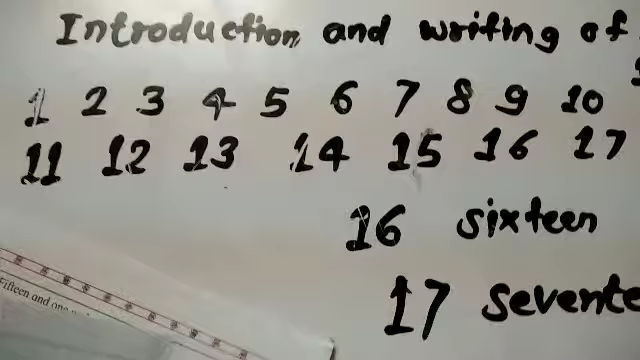 Introduction and writing of
1 2 3 4 5 6 7 8 9 10
11 12 13 14 15 16 17
16 sixteen
17 sevente
Fifteen and one